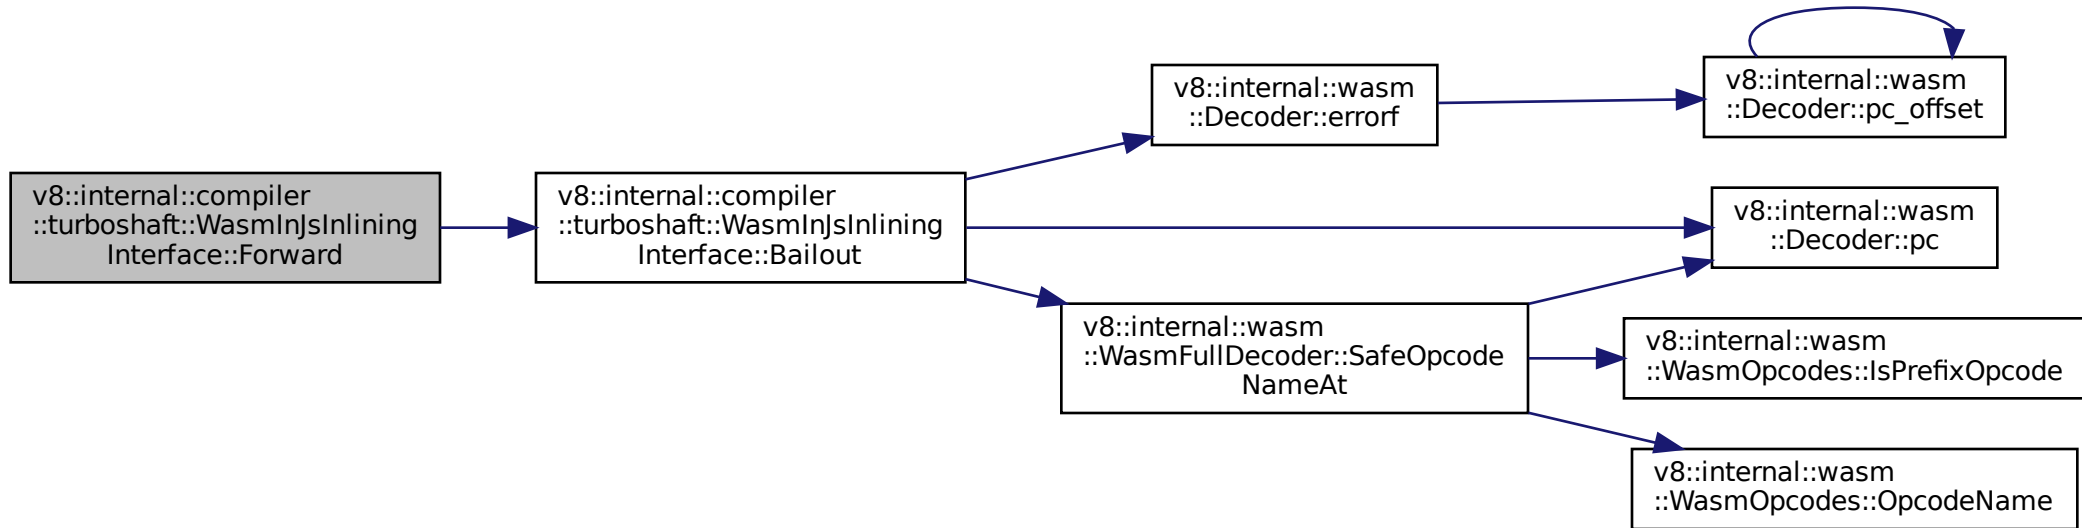 v8::internal::compiler
::turboshaft::WasmInJsInlining
Interface::Forward
v8::internal::compiler
::turboshaft::WasmInJsInlining
Interface::Bailout
v8::internal::wasm
::Decoder::errorf
v8::internal::wasm
::Decoder::pc_offset
v8::internal::wasm
::Decoder::pc
v8::internal::wasm
::WasmFullDecoder::SafeOpcode
NameAt
v8::internal::wasm
::WasmOpcodes::IsPrefixOpcode
v8::internal::wasm
::WasmOpcodes::OpcodeName